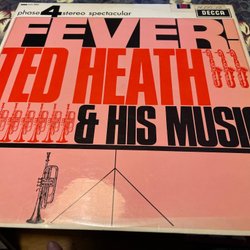 phase 4 stereo spectacular
DECCA
FEVER!
TED HEATH
& HIS MUSIC